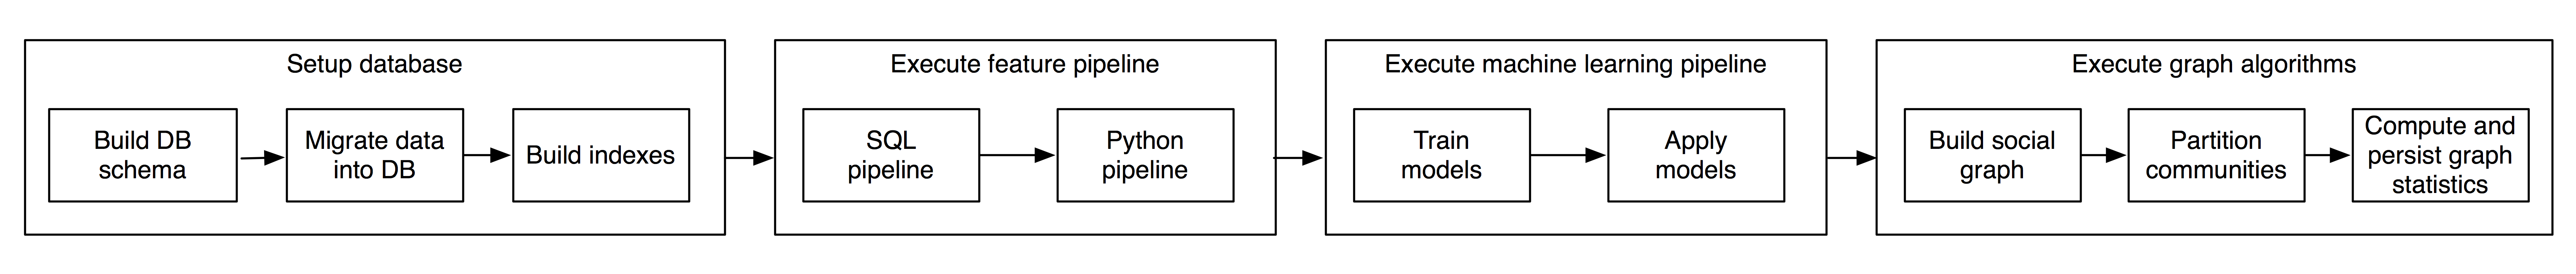 Setup database
Build DB
schema
Migrate data
into DB
Build indexes
Execute feature pipeline
SQL
pipeline
Python
pipeline
Execute machine learning pipeline
Train
models
Apply
models
Execute graph algorithms
Build social
graph
Partition
communities
Compute and
persist graph
statistics